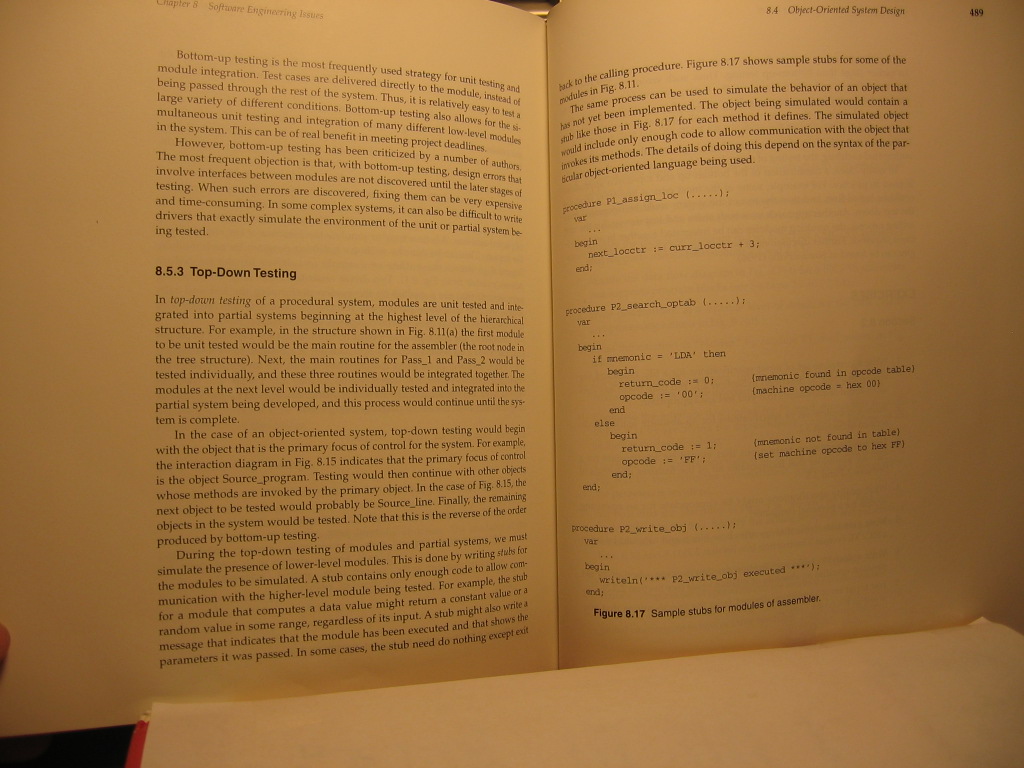 Chapter 8 Software Engineering Issues
Bottom-up testing is the most frequently used strategy for unit testing and
module integration. Test cases are delivered directly to the module, instead of
being passed through the rest of the system. Thus, it is relatively easy to test a
large variety of different conditions. Bottom-up testing also allows for the si-
multaneous unit testing and integration of many different low-level modules
in the system. This can be of real benefit in meeting project deadlines.
However, bottom-up testing has been criticized by a number of authors.
The most frequent objection is that, with bottom-up testing, design errors that
involve interfaces between modules are not discovered until the later stages of
testing. When such errors are discovered, fixing them can be very expensive
and time-consuming. In some complex systems, it can also be difficult to write
drivers that exactly simulate the environment of the unit or partial system be-
ing tested.
8.5.3 Top-Down Testing
In top-down testing of a procedural system, modules are unit tested and inte-
grated into partial systems beginning at the highest level of the hierarchical
structure. For example, in the structure shown in Fig. 8.11(a) the first module
to be unit tested would be the main routine for the assembler (the root node in
the tree structure). Next, the main routines for Pass_1 and Pass_2 would be
tested individually, and these three routines would be integrated together. The
modules at the next level would be individually tested and integrated into the
partial system being developed, and this process would continue until the sys-
tem is complete.
In the case of an object-oriented system, top-down testing would begin
with the object that is the primary focus of control for the system. For example,
the interaction diagram in Fig. 8.15 indicates that the primary focus of control
is the object Source_program. Testing would then continue with other objects
whose methods are invoked by the primary object. In the case of Fig. 8.15, the
next object to be tested would probably be Source_line. Finally, the remaining
objects in the system would be tested. Note that this is the reverse of the order
produced by bottom-up testing.
During the top-down testing of modules and partial systems, we must
simulate the presence of lower-level modules. This is done by writing stubs for
the modules to be simulated. A stub contains only enough code to allow com-
munication with the higher-level module being tested. For example, the stub
for a module that computes a data value might return a constant value or a
random value in some range, regardless of its input. A stub might also write a
message that indicates that the module has been executed and that shows the
parameters it was passed. In some cases, the stub need do nothing except exit
8.4 Object-Oriented System Design 489
back to the calling procedure. Figure 8.17 shows sample stubs for some of the
modules in Fig. 8.11.
The same process can be used to simulate the behavior of an object that
has not yet been implemented. The object being simulated would contain a
stub like those in Fig. 8.17 for each method it defines. The simulated object
would include only enough code to allow communication with the object that
invokes its methods. The details of doing this depend on the syntax of the par-
ticular object-oriented language being used.
procedure P1_assign_loc (.....);
var
...
begin
next_locctr := curr_locctr + 3;
end;
procedure P2_search_optab (.....);
var
...
begin
if mnemonic = 'LDA' then
begin
return_code := 0; {mnemonic found in opcode table}
opcode := '00'; {machine opcode = hex 00}
end
else
begin
return_code := 1; {mnemonic not found in table}
opcode := 'FF'; {set machine opcode to hex FF}
end;
end;
procedure P2_write_obj (.....);
var
...
begin
writeln('*** P2_write_obj executed ***');
end;
Figure 8.17 Sample stubs for modules of assembler.